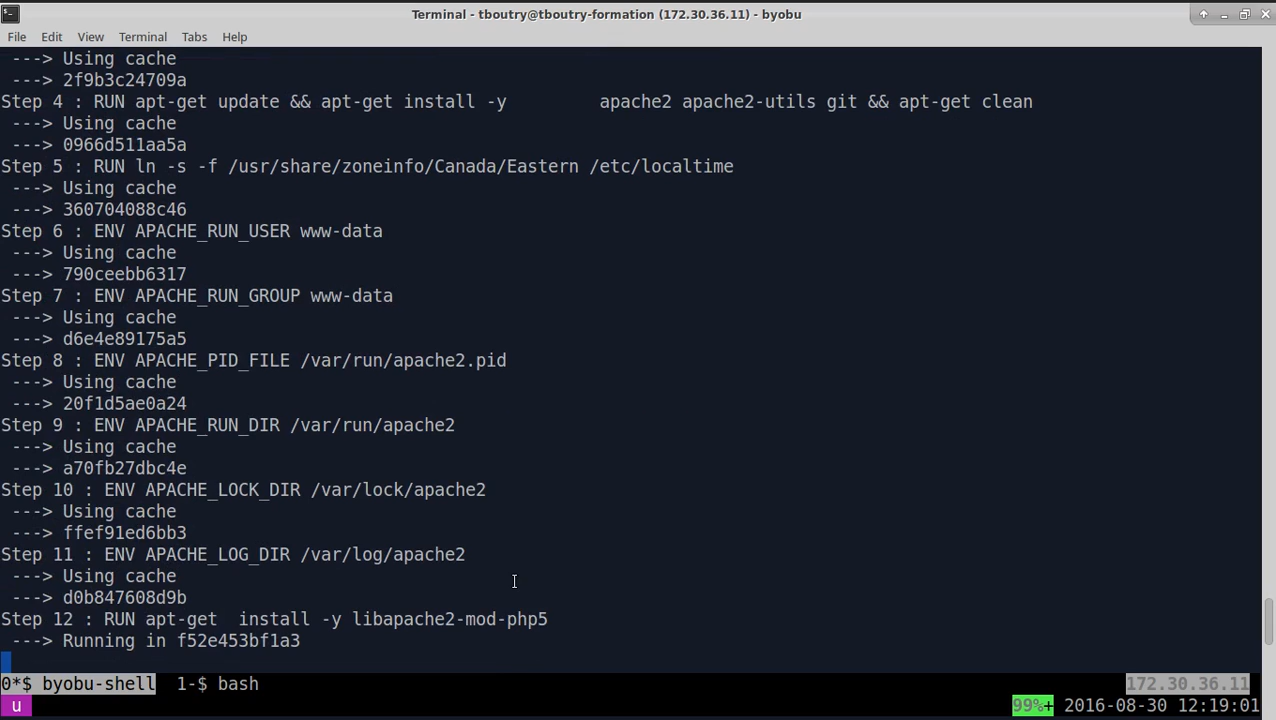 Terminal - tboutry@tboutry-formation (172.30.36.11) - byobu
File Edit View Terminal Tabs Help
---> Using cache
---> 2f9b3c24709a
Step 4 : RUN apt-get update && apt-get install -y         apache2 apache2-utils git && apt-get clean
---> Using cache
---> 0966d511aa5a
Step 5 : RUN ln -s -f /usr/share/zoneinfo/Canada/Eastern /etc/localtime
---> Using cache
---> 360704088c46
Step 6 : ENV APACHE_RUN_USER www-data
---> Using cache
---> 790ceebb6317
Step 7 : ENV APACHE_RUN_GROUP www-data
---> Using cache
---> d6e4e89175a5
Step 8 : ENV APACHE_PID_FILE /var/run/apache2.pid
---> Using cache
---> 20f1d5ae0a24
Step 9 : ENV APACHE_RUN_DIR /var/run/apache2
---> Using cache
---> a70fb27dbc4e
Step 10 : ENV APACHE_LOCK_DIR /var/lock/apache2
---> Using cache
---> ffef91ed6bb3
Step 11 : ENV APACHE_LOG_DIR /var/log/apache2
---> Using cache
---> d0b847608d9b
Step 12 : RUN apt-get  install -y libapache2-mod-php5
---> Running in f52e453bf1a3
0*$ byobu-shell  1-$ bash 172.30.36.11
u 99%+ 2016-08-30 12:19:01